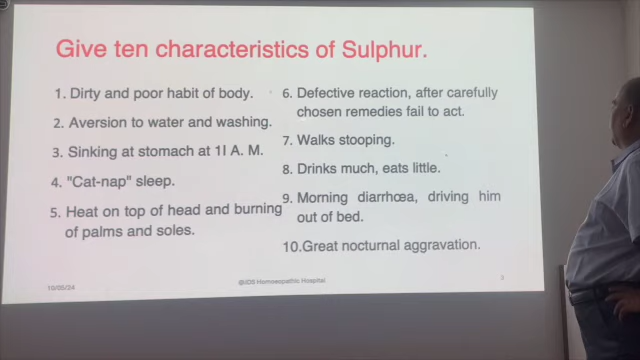 Give ten characteristics of Sulphur.
1. Dirty and poor habit of body.
2. Aversion to water and washing.
3. Sinking at stomach at 11 A. M.
4. "Cat-nap" sleep.
5. Heat on top of head and burning
of palms and soles.
6. Defective reaction, after carefully
chosen remedies fail to act.
7. Walks stooping.
8. Drinks much, eats little.
9. Morning diarrhœa, driving him
out of bed.
10.Great nocturnal aggravation.
10/05/24
@IDS Homoeopathic Hospital
3